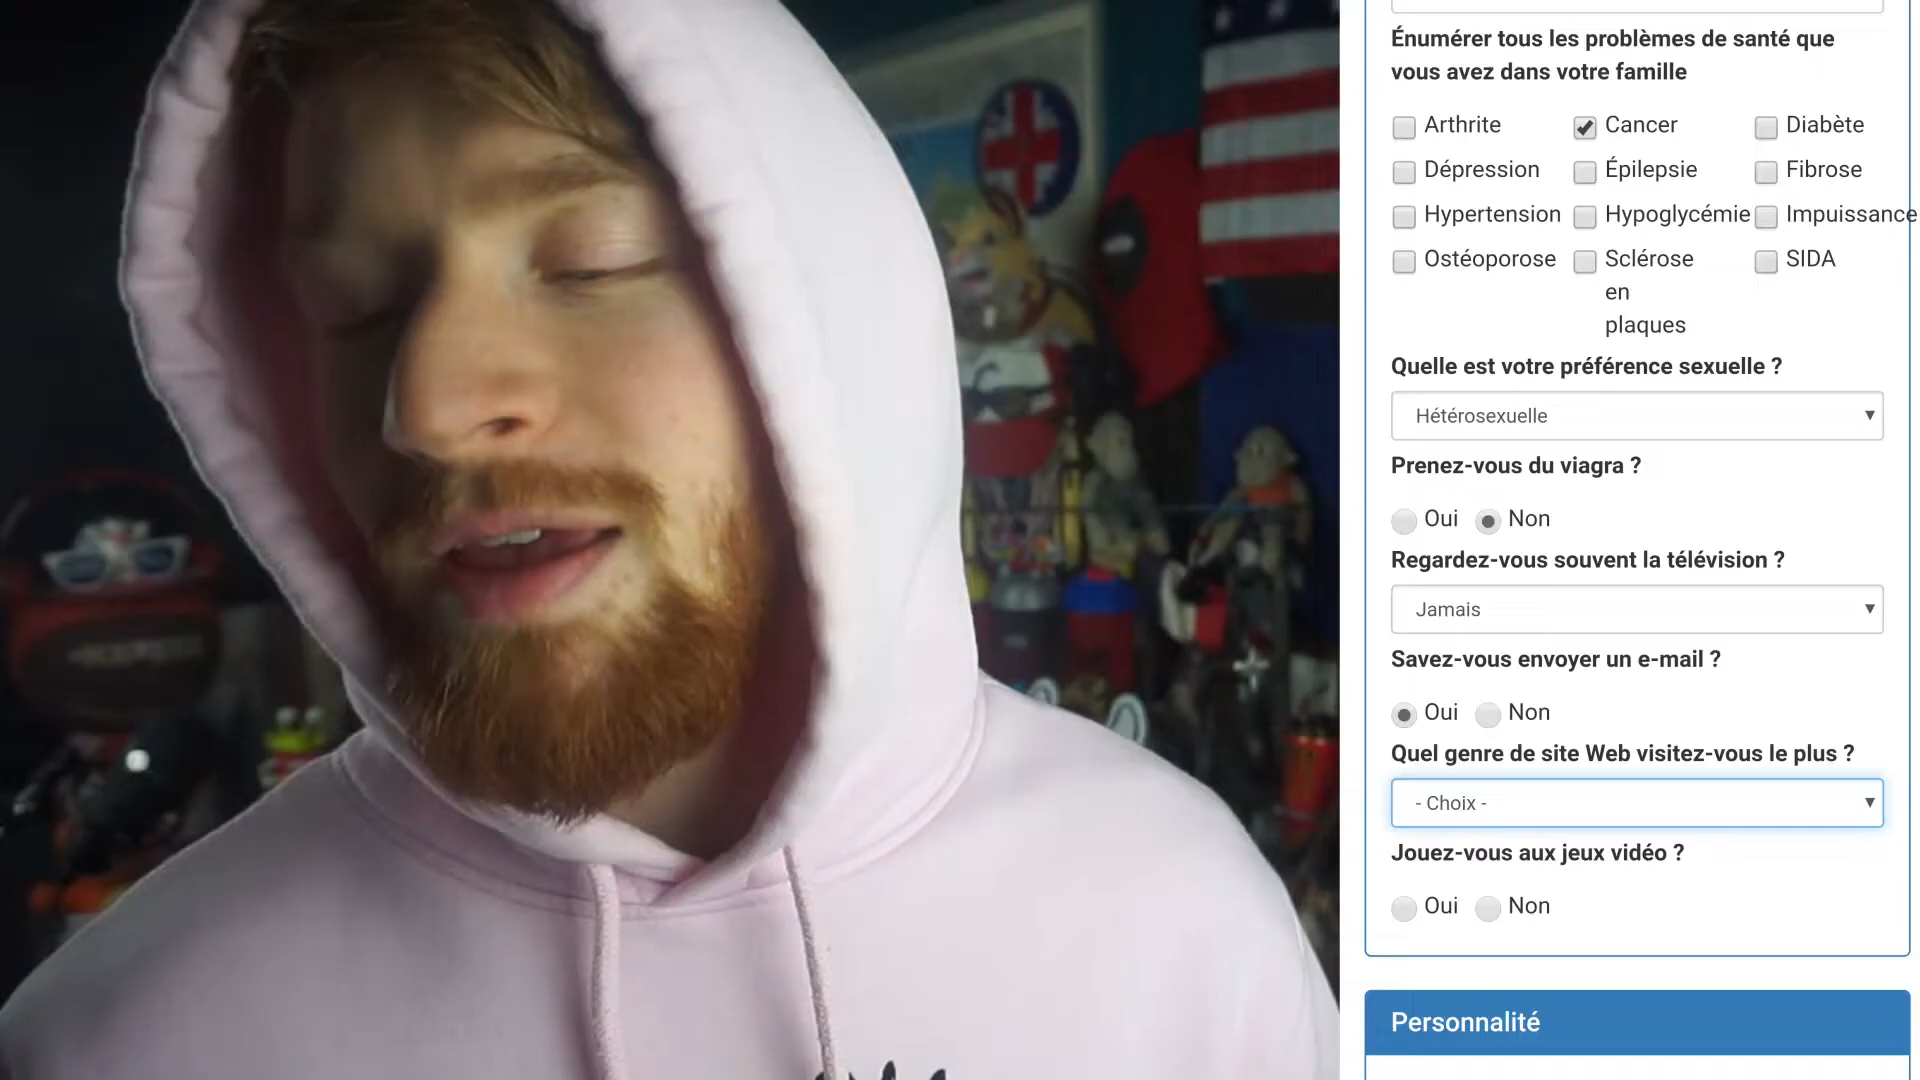 Énumérer tous les problèmes de santé que
vous avez dans votre famille
Arthrite Cancer Diabète
Dépression Épilepsie Fibrose
Hypertension Hypoglycémie Impuissance
Ostéoporose Sclérose en plaques SIDA
Quelle est votre préférence sexuelle ?
Hétérosexuelle
Prenez-vous du viagra ?
Oui Non
Regardez-vous souvent la télévision ?
Jamais
Savez-vous envoyer un e-mail ?
Oui Non
Quel genre de site Web visitez-vous le plus ?
- Choix -
Jouez-vous aux jeux vidéo ?
Oui Non
Personnalité